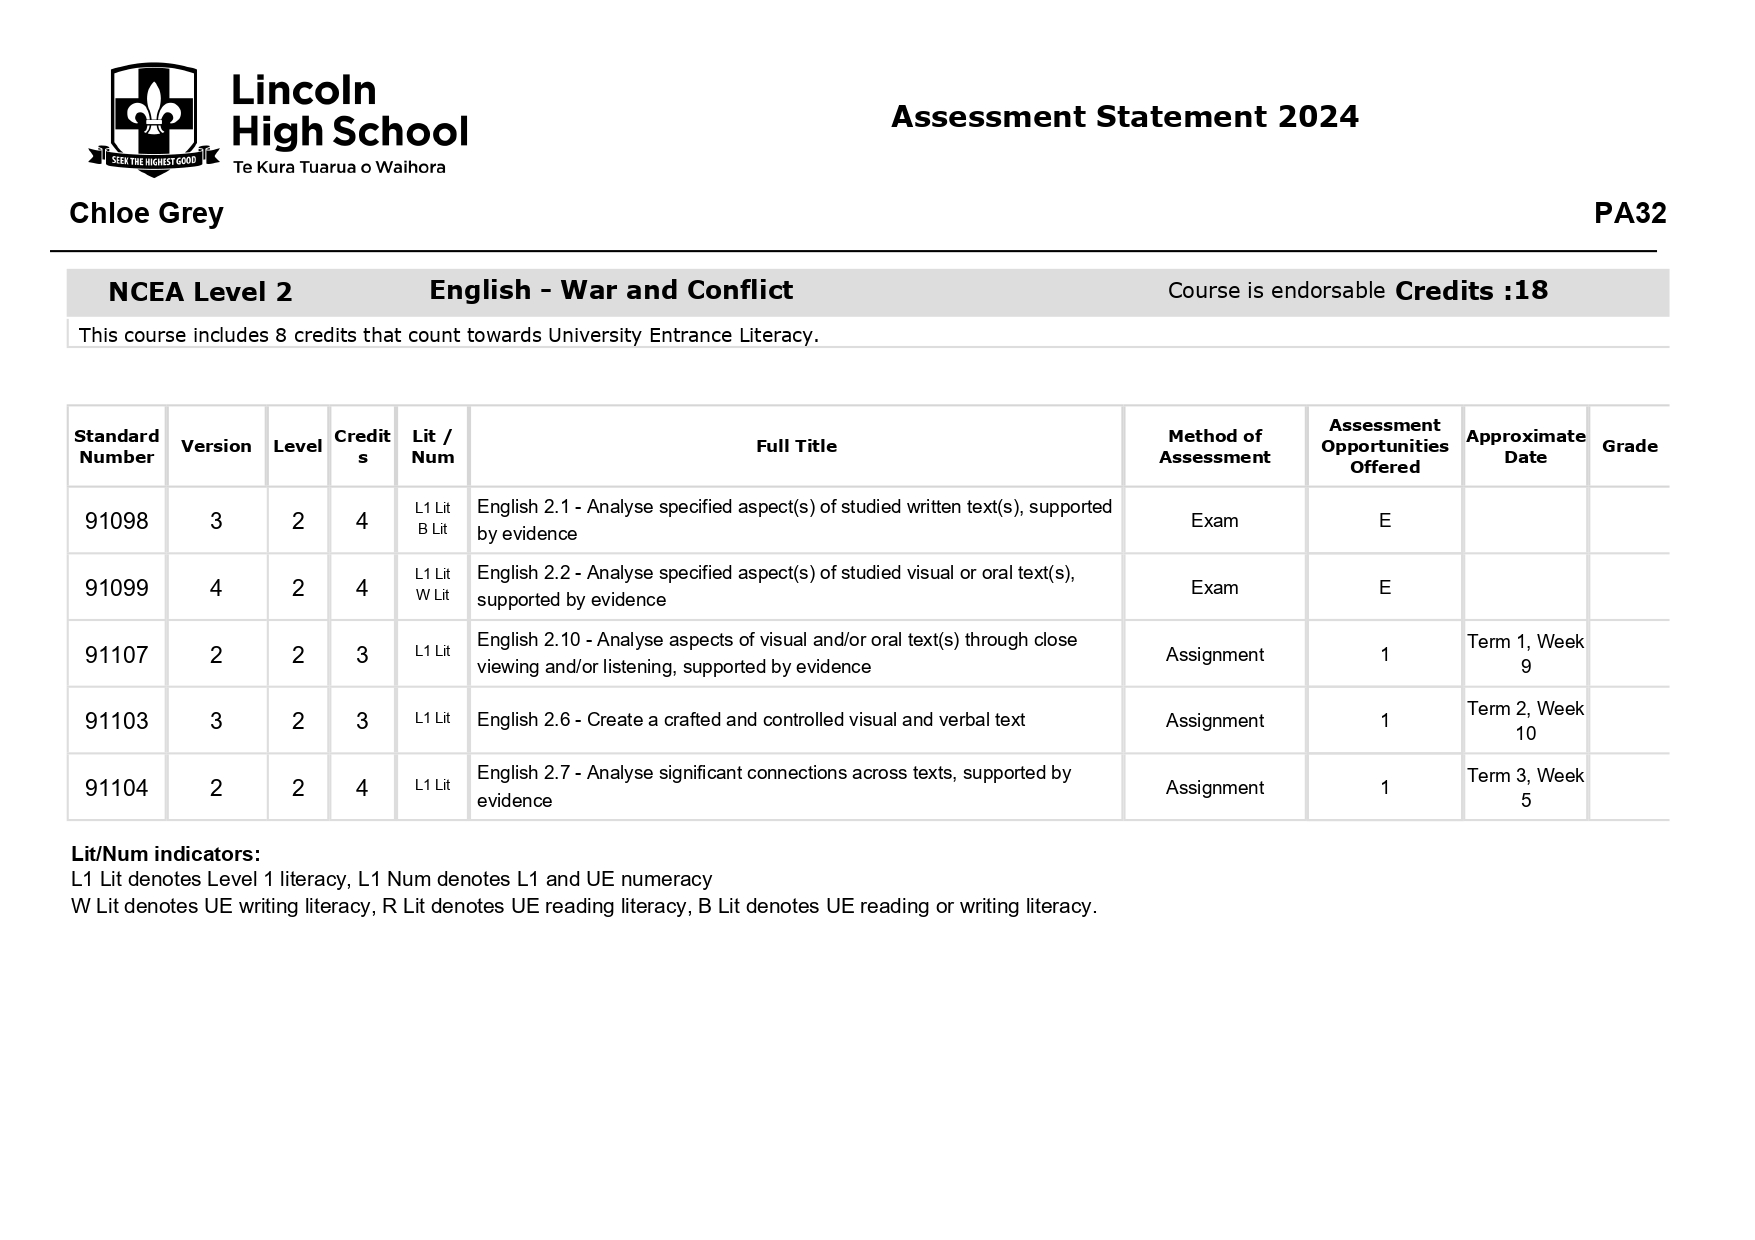 Lincoln
High School
Te Kura Tuarua o Waihora
SEEK THE HIGHEST GOOD
Assessment Statement 2024
Chloe Grey PA32
NCEA Level 2 English - War and Conflict Course is endorsable Credits :18
This course includes 8 credits that count towards University Entrance Literacy.
Standard Number Version Level Credit s Lit / Num Full Title Method of Assessment Assessment Opportunities Offered Approximate Date Grade
91098 3 2 4 L1 Lit B Lit English 2.1 - Analyse specified aspect(s) of studied written text(s), supported by evidence Exam E
91099 4 2 4 L1 Lit W Lit English 2.2 - Analyse specified aspect(s) of studied visual or oral text(s), supported by evidence Exam E
91107 2 2 3 L1 Lit English 2.10 - Analyse aspects of visual and/or oral text(s) through close viewing and/or listening, supported by evidence Assignment 1 Term 1, Week 9
91103 3 2 3 L1 Lit English 2.6 - Create a crafted and controlled visual and verbal text Assignment 1 Term 2, Week 10
91104 2 2 4 L1 Lit English 2.7 - Analyse significant connections across texts, supported by evidence Assignment 1 Term 3, Week 5
Lit/Num indicators:
L1 Lit denotes Level 1 literacy, L1 Num denotes L1 and UE numeracy
W Lit denotes UE writing literacy, R Lit denotes UE reading literacy, B Lit denotes UE reading or writing literacy.